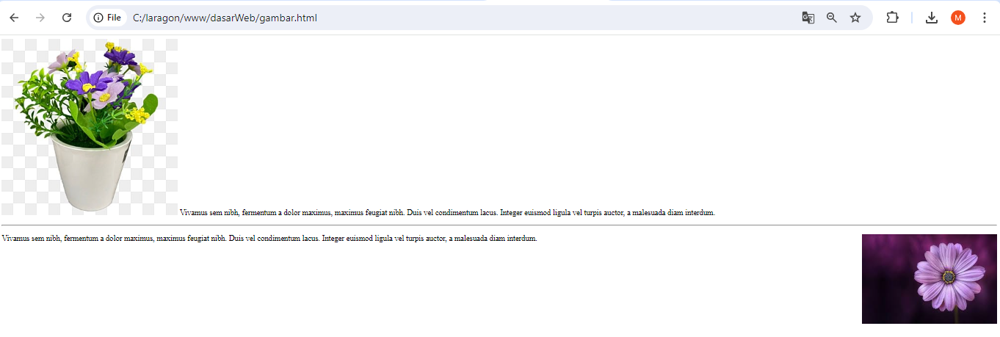 File C:/laragon/www/dasarWeb/gambar.html M
Vivamus sem nibh, fermentum a dolor maximus, maximus feugiat nibh. Duis vel condimentum lacus. Integer euismod ligula vel turpis auctor, a malesuada diam interdum.
Vivamus sem nibh, fermentum a dolor maximus, maximus feugiat nibh. Duis vel condimentum lacus. Integer euismod ligula vel turpis auctor, a malesuada diam interdum.